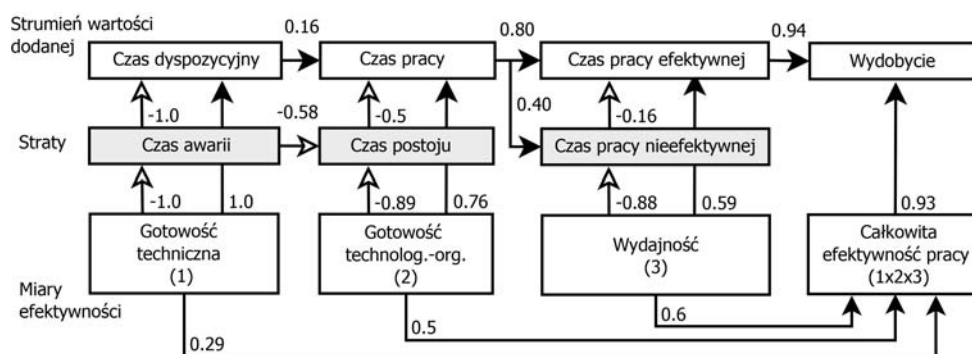 Strumień wartości
dodanej
0.16
0.80
0.94
Czas dyspozycyjny
Czas pracy
Czas pracy efektywnej
Wydobycie
-1.0
-0.58
-0.5
0.40
-0.16
Straty
Czas awarii
Czas postoju
Czas pracy nieefektywnej
-1.0
1.0
-0.89
0.76
-0.88
0.59
0.93
Gotowość
techniczna
(1)
Gotowość
technolog.-org.
(2)
Wydajność
(3)
Całkowita
efektywność pracy
(1x2x3)
Miary
efektywności
0.29
0.5
0.6